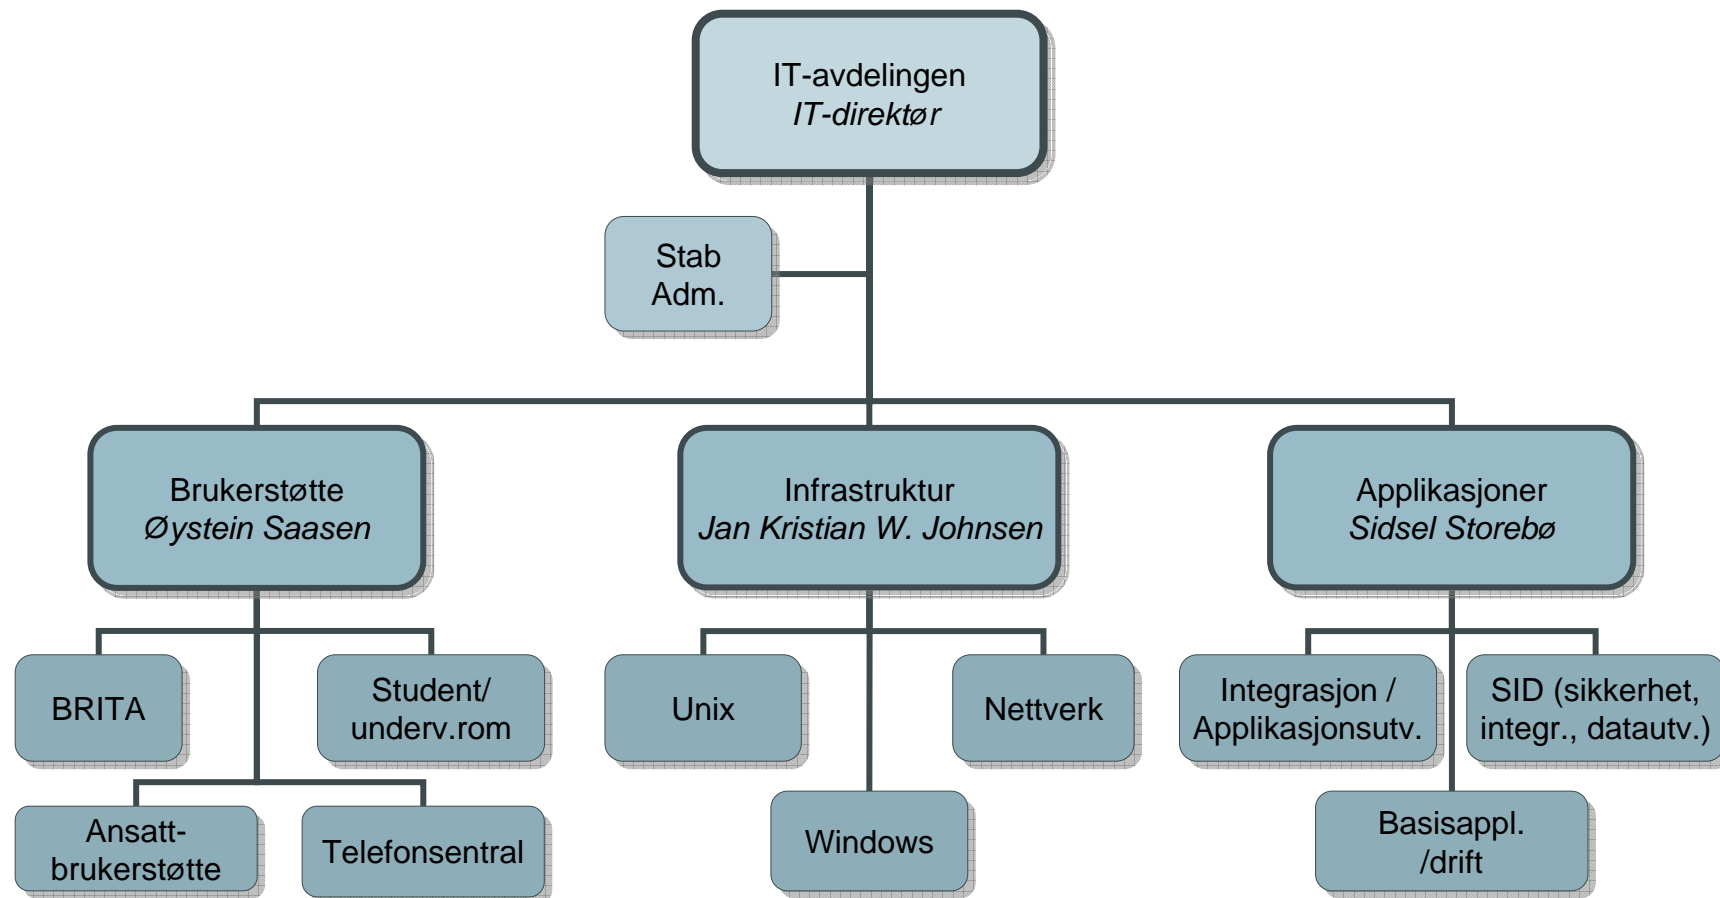 IT-avdelingen
IT-direktør
Stab
Adm.
Brukerstøtte
Øystein Saasen
Infrastruktur
Jan Kristian W. Johnsen
Applikasjoner
Sidsel Storebø
BRITA
Student/
underv.rom
Unix
Nettverk
Integrasjon /
Applikasjonsutv.
SID (sikkerhet,
integr., datautv.)
Ansatt-
brukerstøtte
Telefonsentral
Windows
Basisappl.
/drift